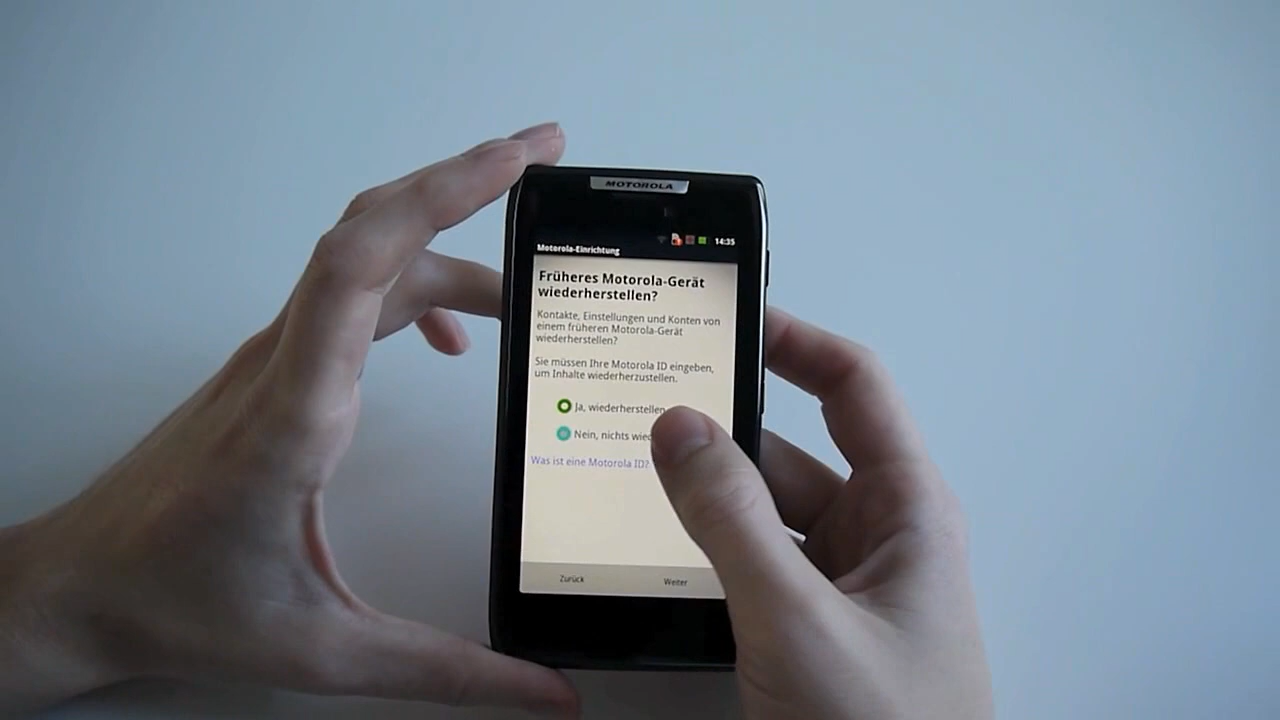 MOTOROLA
14:35
Motorola-Einrichtung
Früheres Motorola-Gerät
wiederherstellen?
Kontakte, Einstellungen und Konten von
einem früheren Motorola-Gerät
wiederherstellen?
Sie müssen Ihre Motorola ID eingeben,
um Inhalte wiederherzustellen.
Ja, wiederherstellen
Nein, nichts
Was ist eine Motorola ID?
Zurück
Weiter